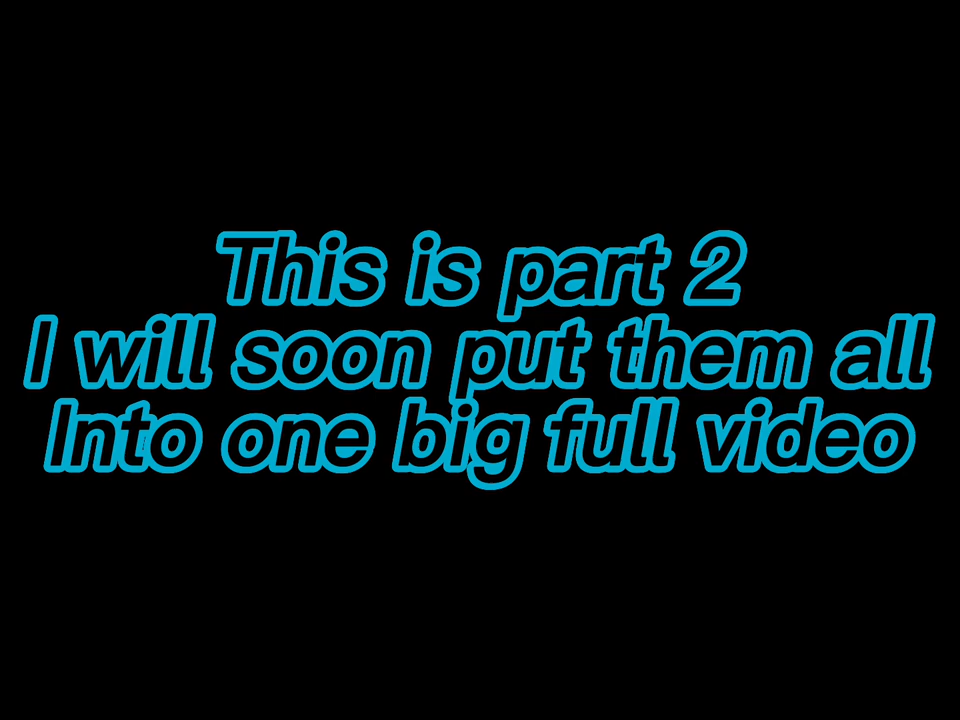 This is part 2
I will soon put them all
Into one big full video